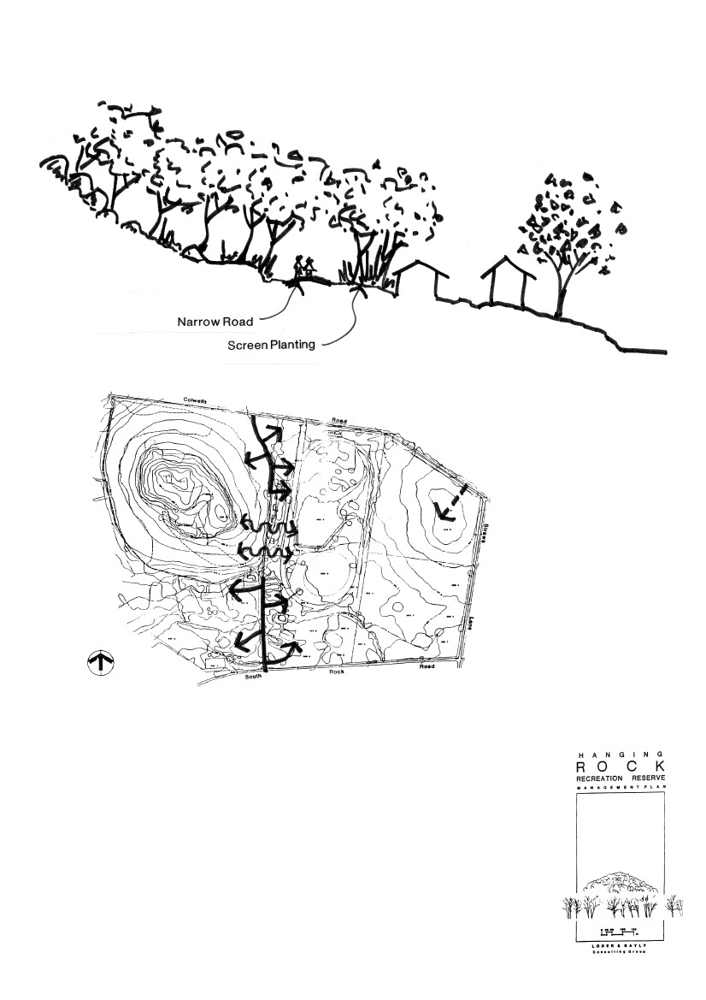 Narrow Road
Screen Planting
Colwells
Road
Straws
Lane
South
Rock
Road
HANGING
ROCK
RECREATION RESERVE
MANAGEMENT PLAN
LODER & BAYLY
Consulting Group